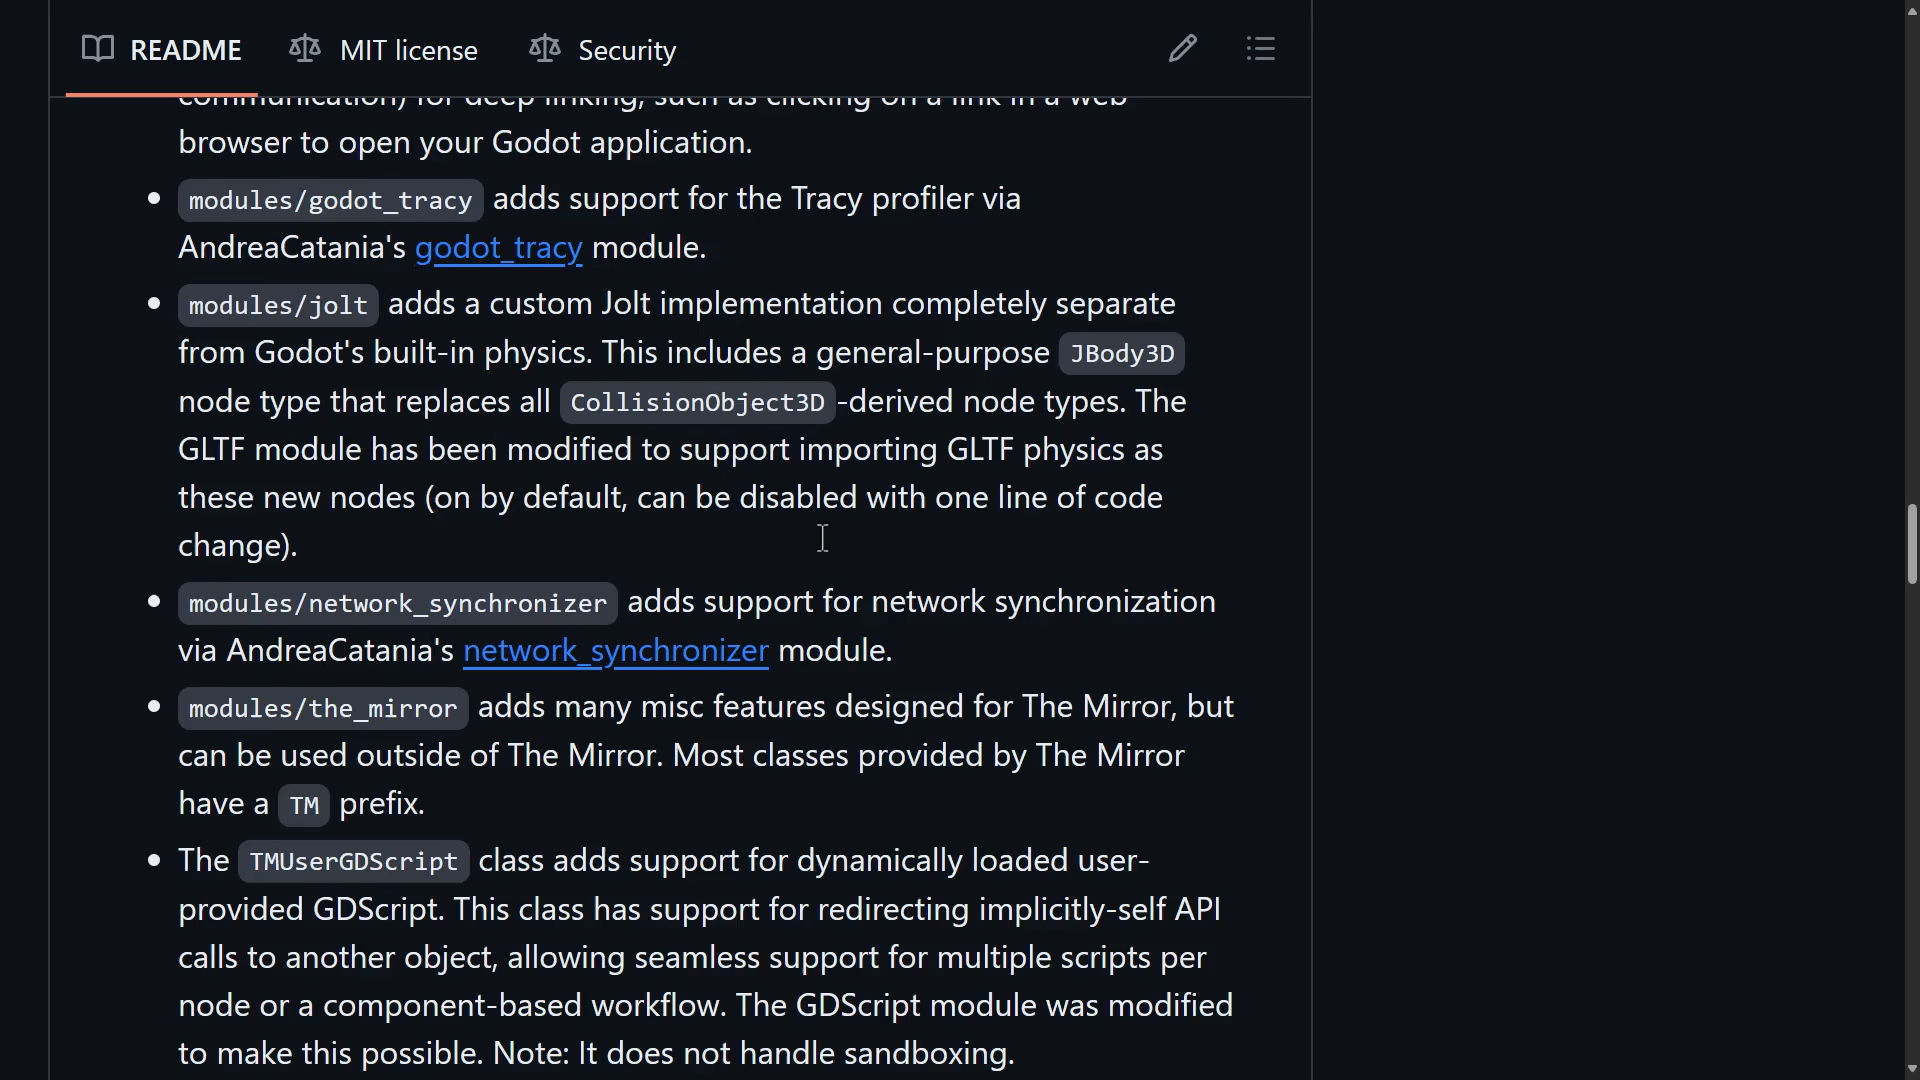 README MIT license Security
communication) for deep linking, such as clicking on a link in a web
browser to open your Godot application.
modules/godot_tracy adds support for the Tracy profiler via
AndreaCatania's godot_tracy module.
modules/jolt adds a custom Jolt implementation completely separate
from Godot's built-in physics. This includes a general-purpose JBody3D
node type that replaces all CollisionObject3D-derived node types. The
GLTF module has been modified to support importing GLTF physics as
these new nodes (on by default, can be disabled with one line of code
change).
modules/network_synchronizer adds support for network synchronization
via AndreaCatania's network_synchronizer module.
modules/the_mirror adds many misc features designed for The Mirror, but
can be used outside of The Mirror. Most classes provided by The Mirror
have a TM prefix.
The TMUserGDScript class adds support for dynamically loaded user-
provided GDScript. This class has support for redirecting implicitly-self API
calls to another object, allowing seamless support for multiple scripts per
node or a component-based workflow. The GDScript module was modified
to make this possible. Note: It does not handle sandboxing.